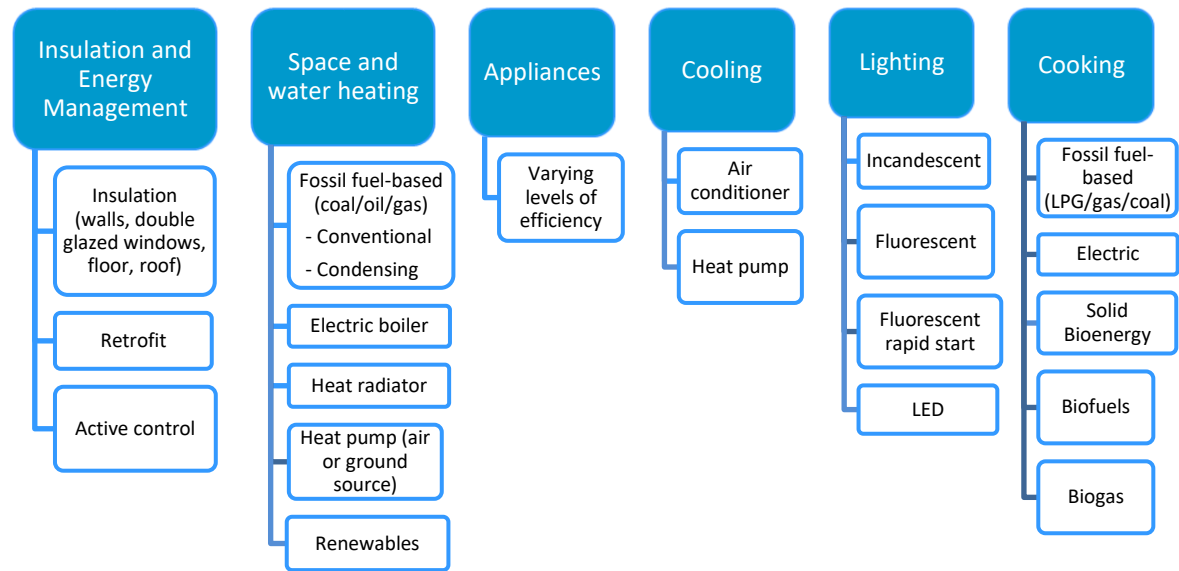 Insulation and
Energy
Management
Insulation
(walls, double
glazed windows,
floor, roof)
Retrofit
Active control
Space and
water heating
Fossil fuel-based
(coal/oil/gas)
- Conventional
- Condensing
Electric boiler
Heat radiator
Heat pump (air
or ground
source)
Renewables
Appliances
Varying
levels of
efficiency
Cooling
Air
conditioner
Heat pump
Lighting
Incandescent
Fluorescent
Fluorescent
rapid start
LED
Cooking
Fossil fuel-
based
(LPG/gas/coal)
Electric
Solid
Bioenergy
Biofuels
Biogas